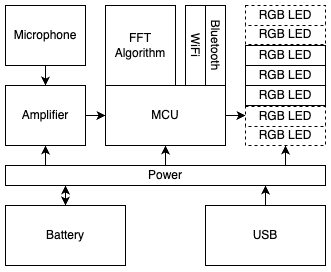 Microphone
FFT
Algorithm
WiFi
Bluetooth
RGB LED
RGB LED
RGB LED
RGB LED
RGB LED
RGB LED
RGB LED
Amplifier
MCU
Power
Battery
USB